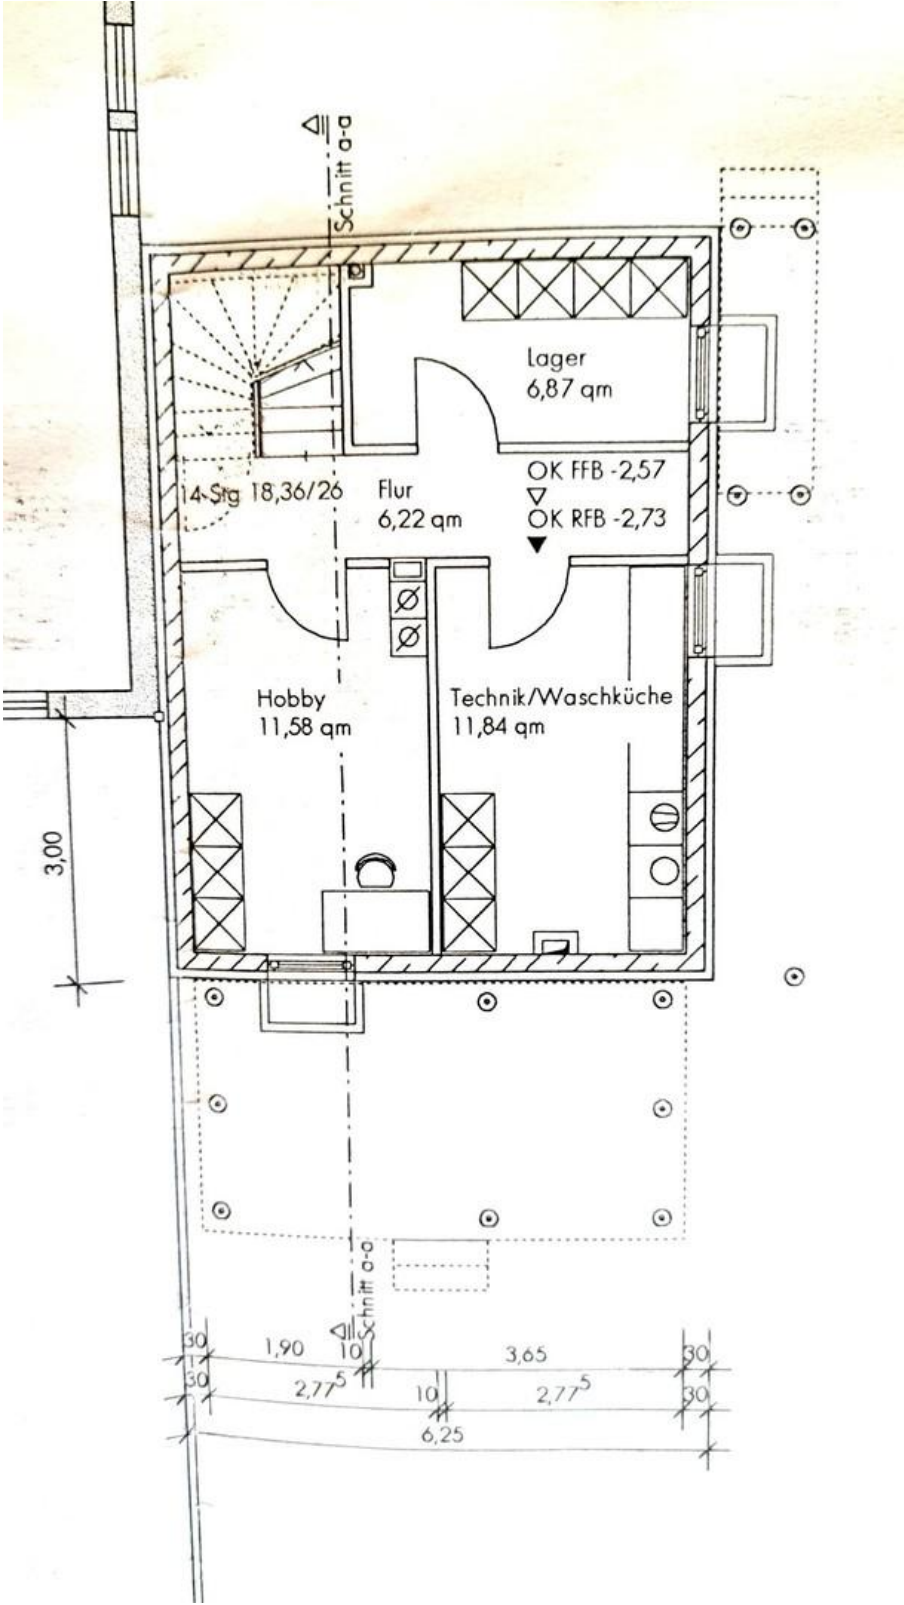 Schnitt a-a
Lager
6,87 qm
OK FFB -2,57
14-Stg 18,36/26
Flur
6,22 qm
OK RFB -2,73
Hobby
11,58 qm
Technik/Waschküche
11,84 qm
3,00
Schnitt a-a
30 1,90 10 3,65 30
30 2,77⁵ 10 2,77⁵ 30
6,25